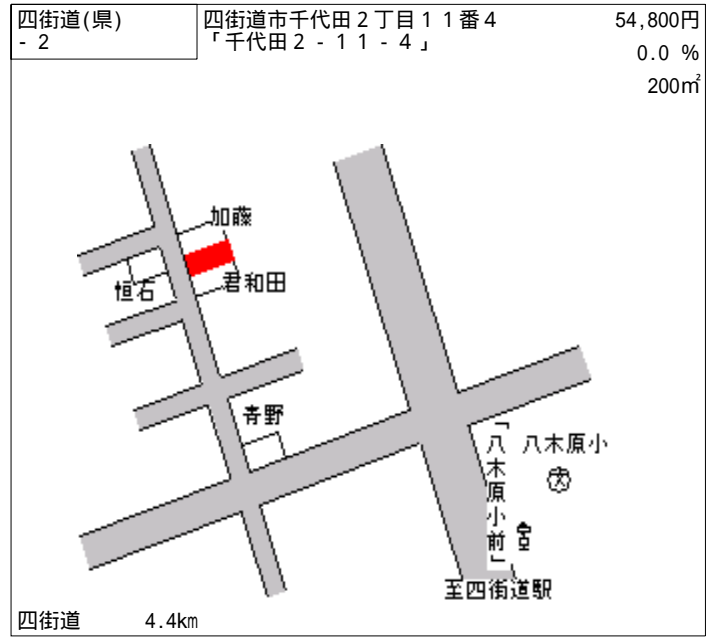 四街道(県)
- 2
四街道市千代田２丁目１１番４
「千代田２‐１１‐４」
54,800円
0.0 %
200㎡
加藤
恒石
君和田
青野
「八木原小前」
八木原小
文
至四街道駅
四街道 4.4km